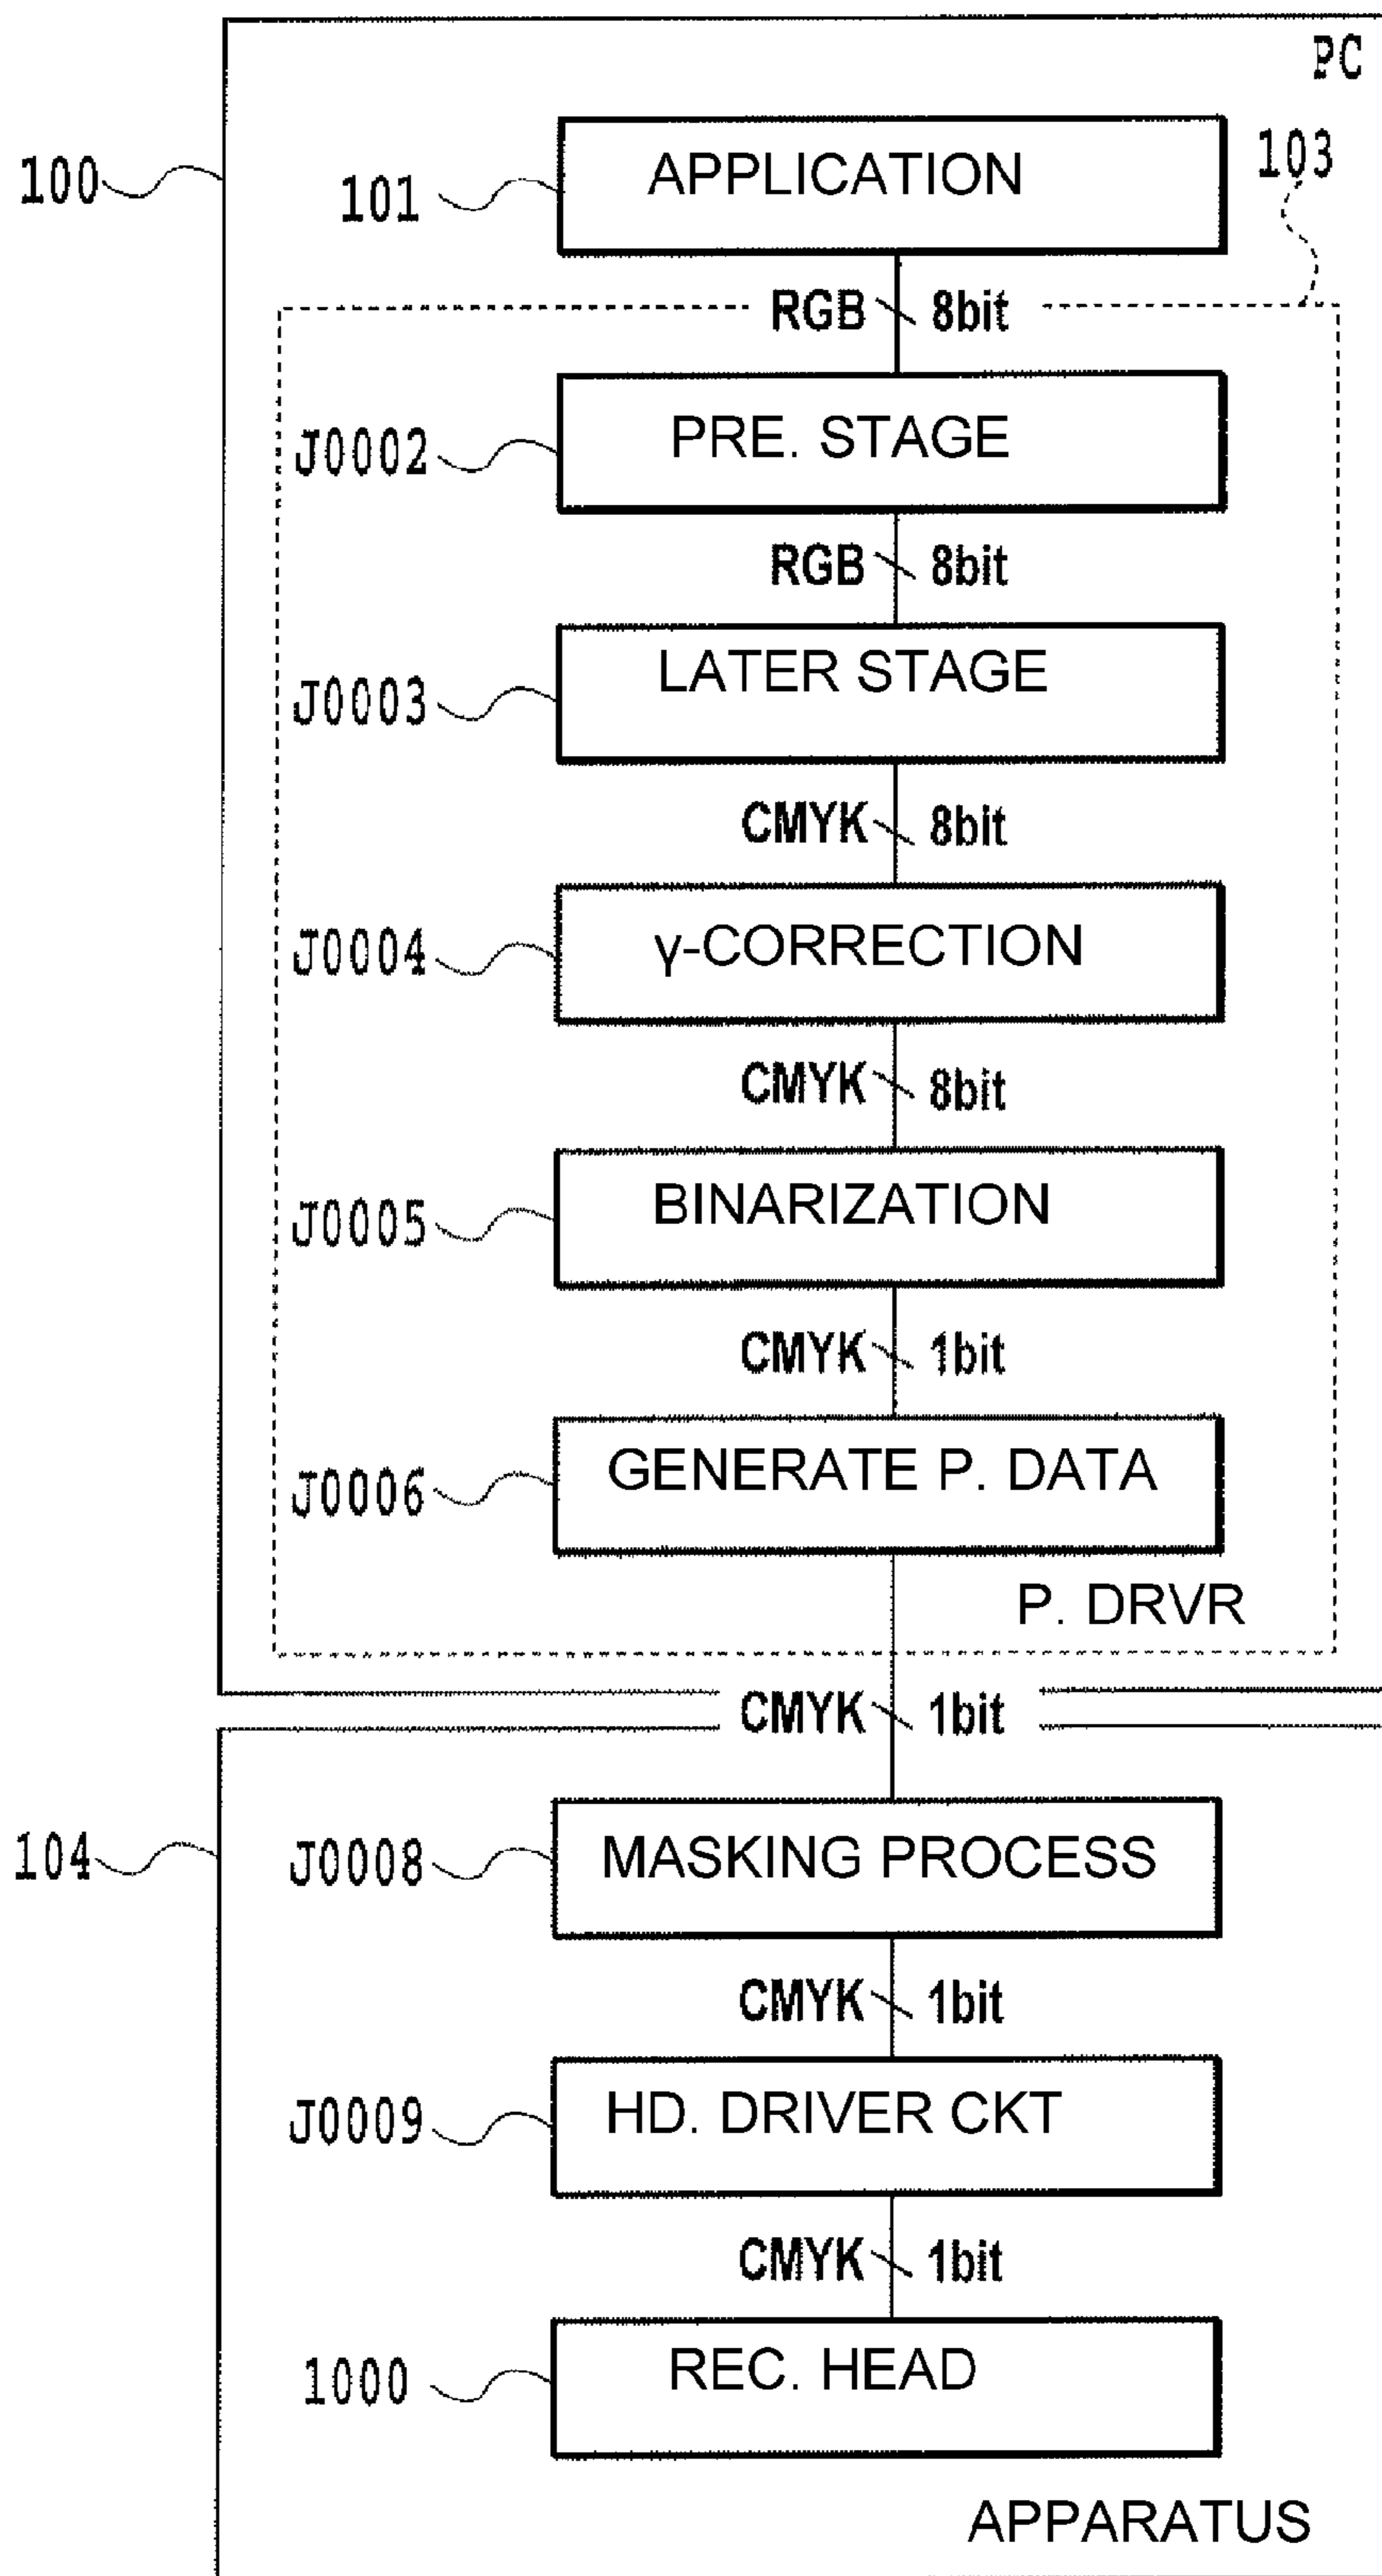 PC
100
101
APPLICATION
103
RGB 8bit
J0002
PRE. STAGE
RGB 8bit
J0003
LATER STAGE
CMYK 8bit
J0004
γ-CORRECTION
CMYK 8bit
J0005
BINARIZATION
CMYK 1bit
J0006
GENERATE P. DATA
P. DRVR
CMYK 1bit
104
J0008
MASKING PROCESS
CMYK 1bit
J0009
HD. DRIVER CKT
CMYK 1bit
1000
REC. HEAD
APPARATUS